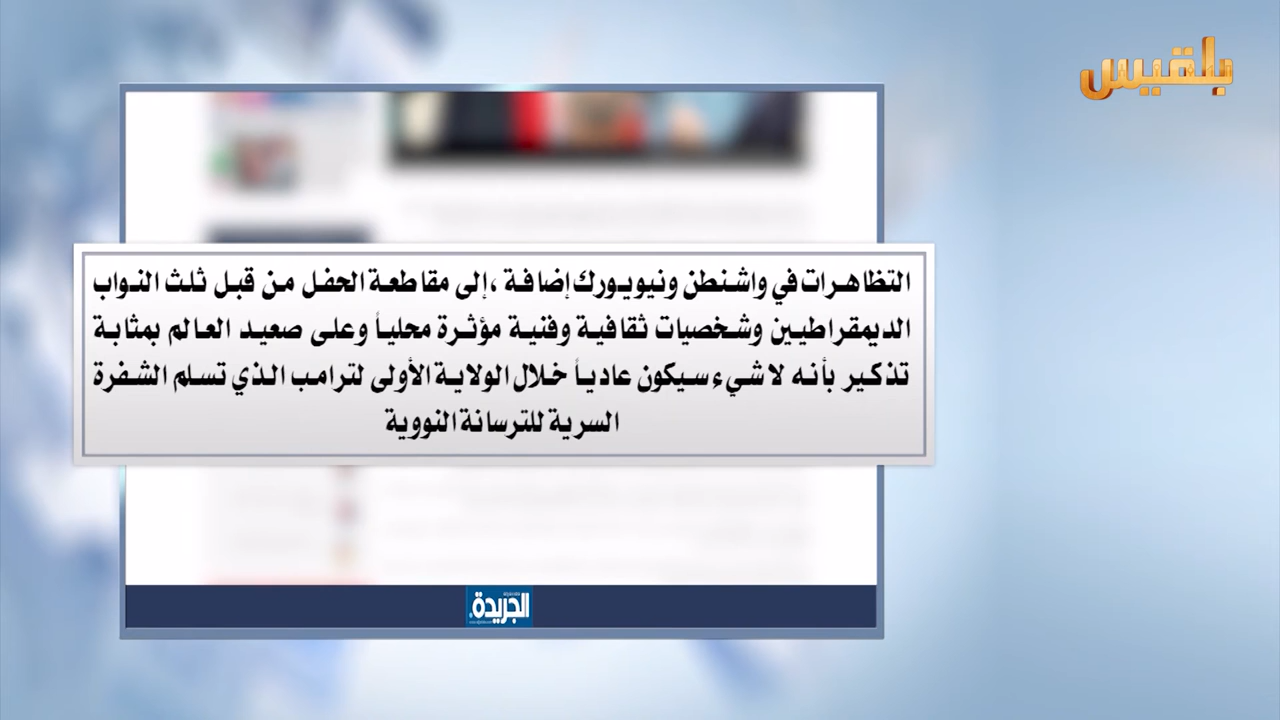 بلقيس
التظاهرات في واشنطن ونيويورك إضافة ،إلى مقاطعة الحفل من قبل ثلث النواب
الديمقراطيين وشخصيات ثقافية وفنية مؤثرة محلياً وعلى صعيد العالم بمثابة
تذكير بأنه لا شيء سيكون عادياً خلال الولاية الأولى لترامب الذي تسلم الشفرة
السرية للترسانة النووية
الجريدة.